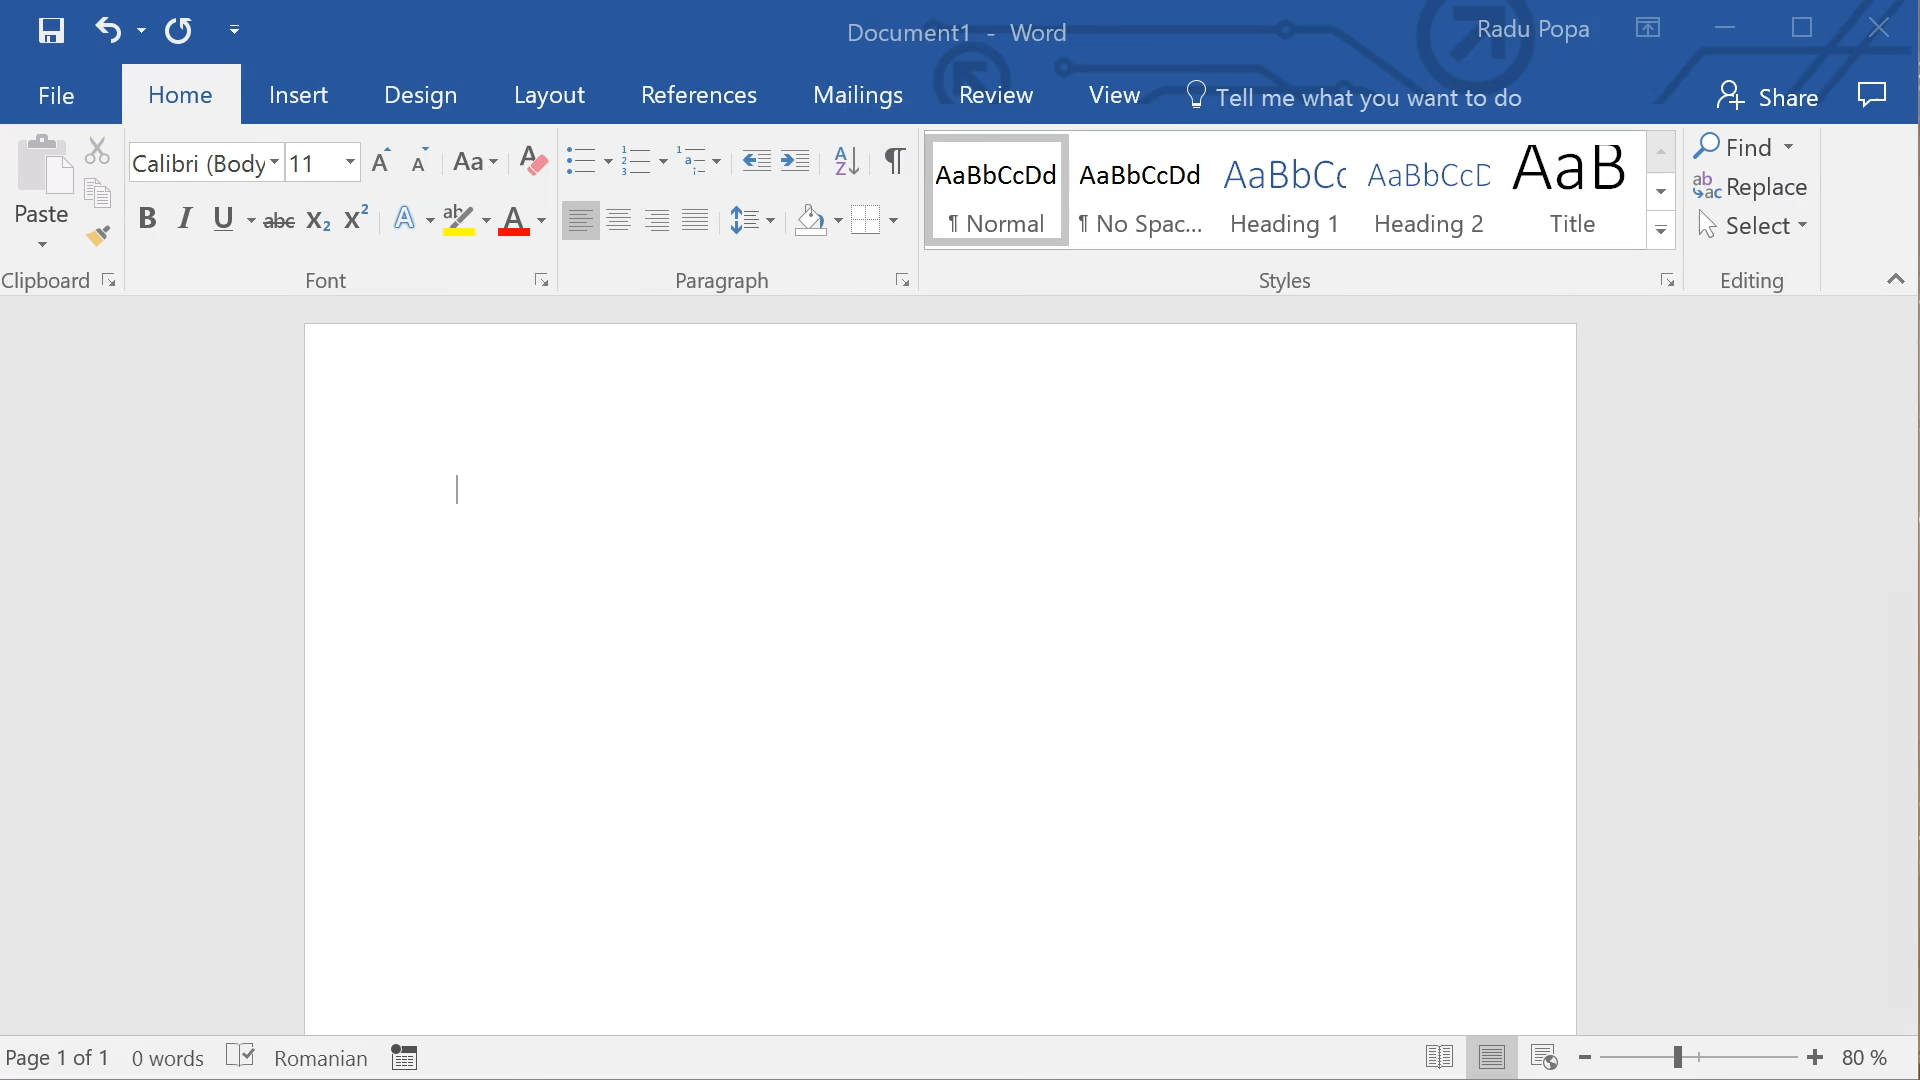 Document1 - Word
Radu Popa
File Home Insert Design Layout References Mailings Review View Tell me what you want to do Share
Paste
Clipboard
Calibri (Body 11
Aa
B I U abc X₂ X²
Font
Paragraph
AaBbCcDd AaBbCcDd AaBbCc AaBbCcD AaB
¶ Normal ¶ No Spac... Heading 1 Heading 2 Title
Styles
Find
Replace
Select
Editing
Page 1 of 1 0 words Romanian 80 %